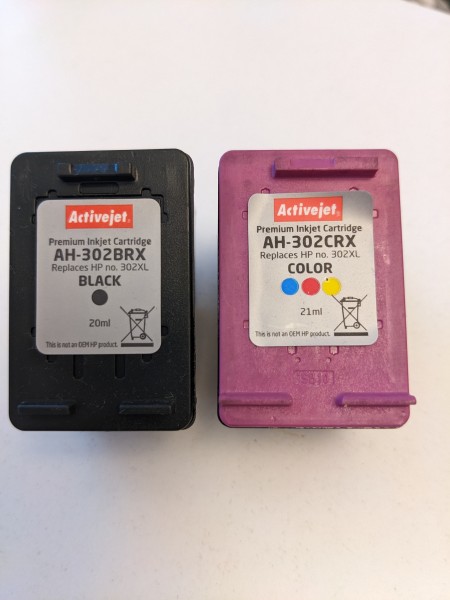 Activejet.
Premium Inkjet Cartridge
AH-302BRX
Replaces HP no. 302XL
BLACK
20ml
This is not an OEM HP product.
Activejet.
Premium Inkjet Cartridge
AH-302CRX
Replaces HP no. 302XL
COLOR
21ml
This is not an OEM HP product.